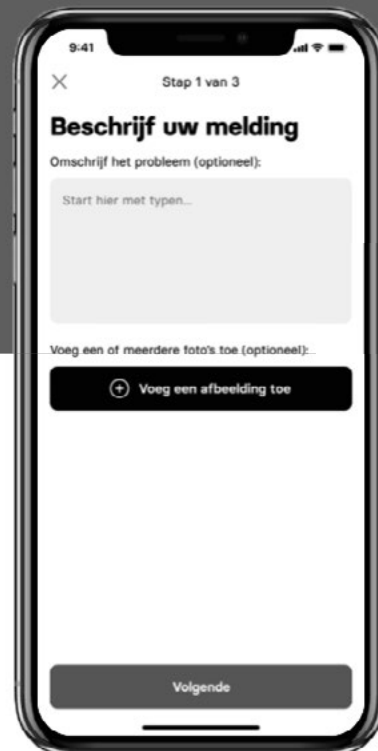 9:41
Stap 1 van 3
Beschrijf uw melding
Omschrijf het probleem (optioneel):
Start hier met typen...
Voeg een of meerdere foto's toe (optioneel):
Voeg een afbeelding toe
Volgende